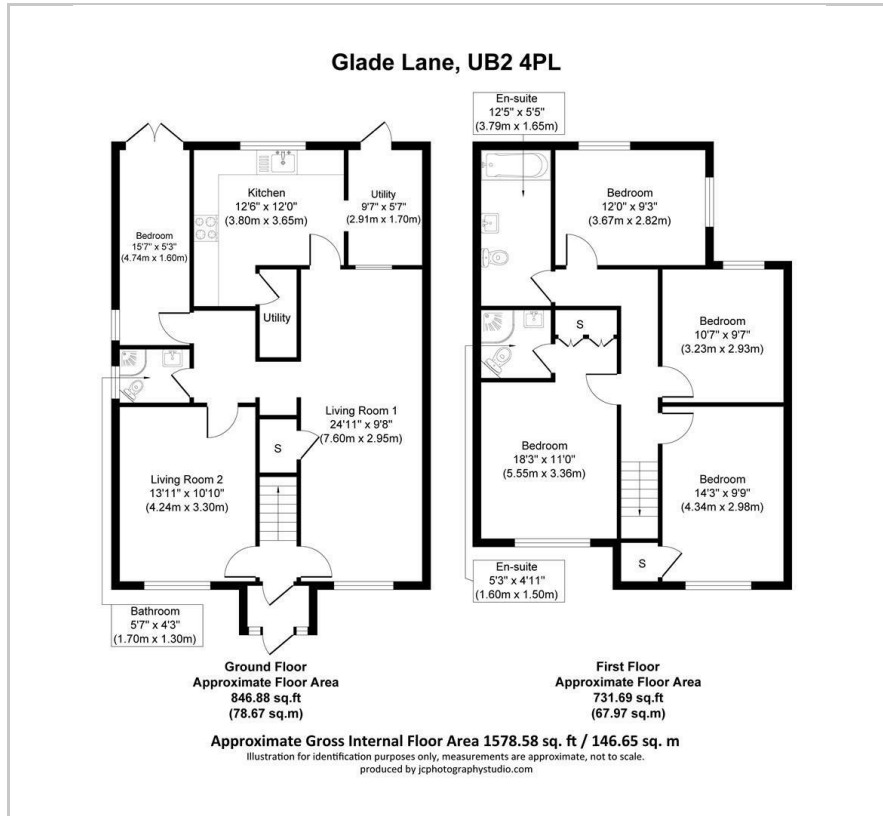 Glade Lane, UB2 4PL
Bedroom
15'7" x 5'3"
(4.74m x 1.60m)
Kitchen
12'6" x 12'0"
(3.80m x 3.65m)
Utility
9'7" x 5'7"
(2.91m x 1.70m)
Utility
Living Room 1
24'11" x 9'8"
(7.60m x 2.95m)
S
Living Room 2
13'11" x 10'10"
(4.24m x 3.30m)
Bathroom
5'7" x 4'3"
(1.70m x 1.30m)
Ground Floor
Approximate Floor Area
846.88 sq.ft
(78.67 sq.m)
En-suite
12'5" x 5'5"
(3.79m x 1.65m)
Bedroom
12'0" x 9'3"
(3.67m x 2.82m)
S
Bedroom
10'7" x 9'7"
(3.23m x 2.93m)
Bedroom
18'3" x 11'0"
(5.55m x 3.36m)
Bedroom
14'3" x 9'9"
(4.34m x 2.98m)
S
En-suite
5'3" x 4'11"
(1.60m x 1.50m)
First Floor
Approximate Floor Area
731.69 sq.ft
(67.97 sq.m)
Approximate Gross Internal Floor Area 1578.58 sq. ft / 146.65 sq. m
Illustration for identification purposes only, measurements are approximate, not to scale.
produced by jcphotographystudio.com